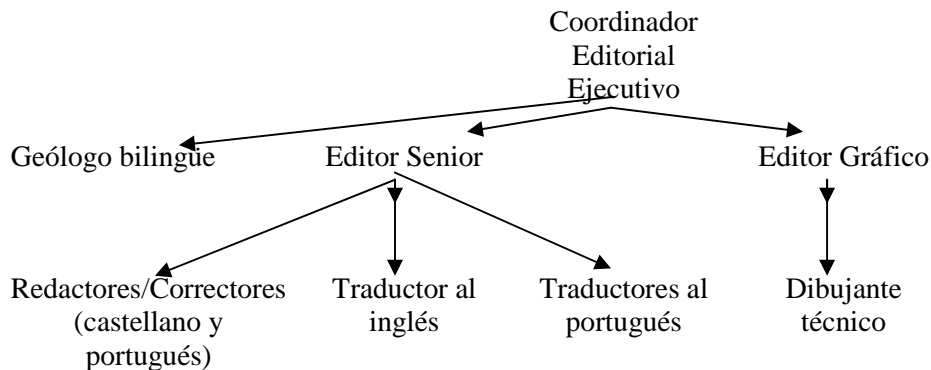 Coordinador
Editorial
Ejecutivo
Geólogo bilingüe
Editor Senior
Editor Gráfico
Redactores/Correctores
(castellano y
portugués)
Traductor al
inglés
Traductores al
portugués
Dibujante
técnico